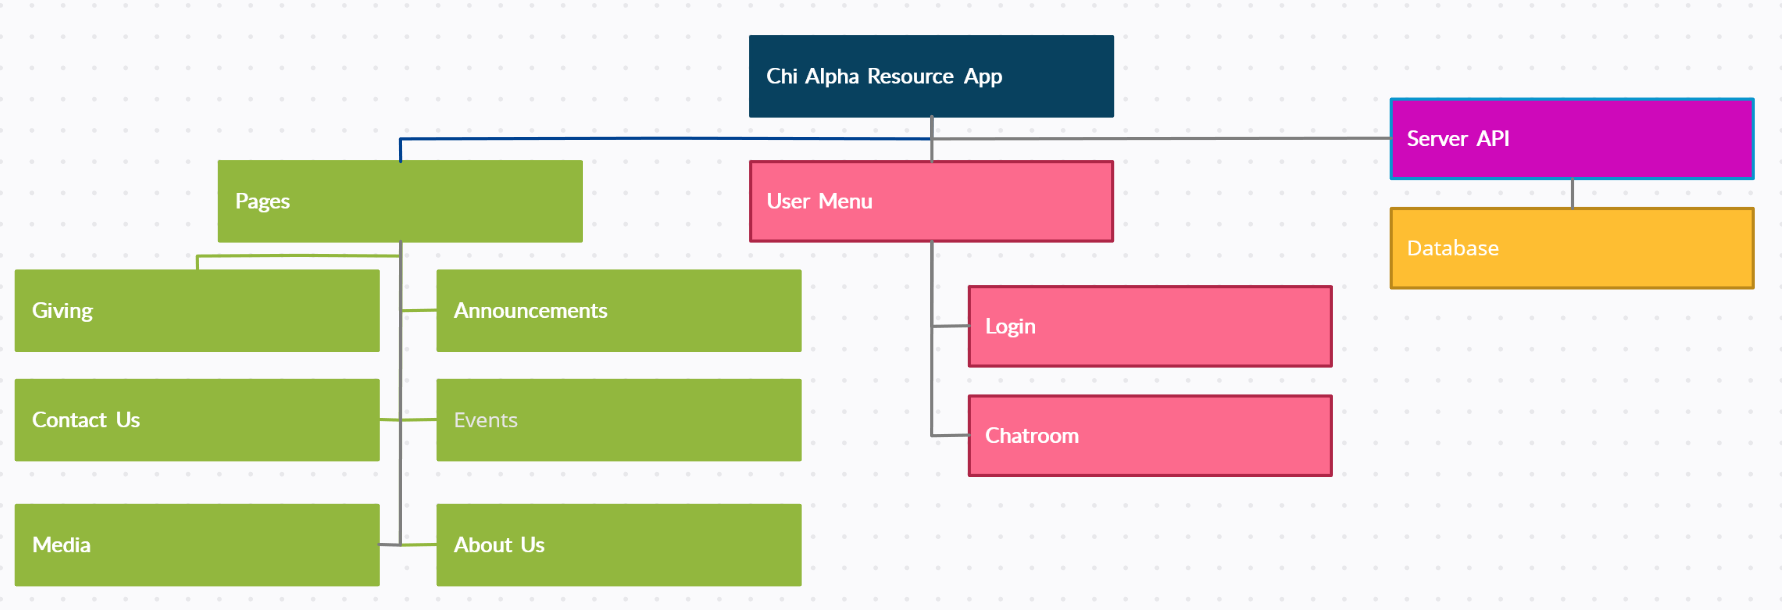 Chi Alpha Resource App
Server API
Pages
User Menu
Database
Giving
Announcements
Login
Contact Us
Events
Chatroom
Media
About Us